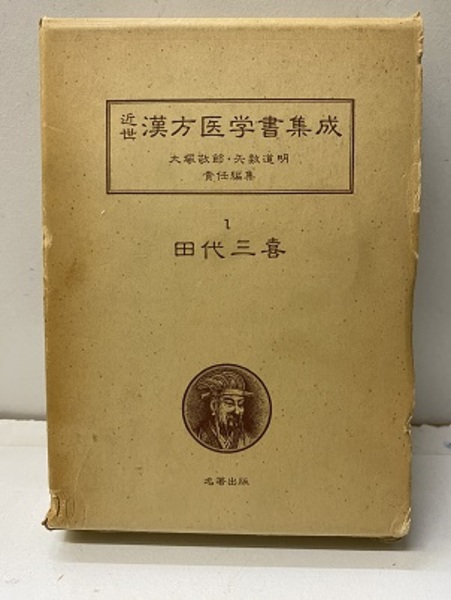 近世 漢方医学書集成
大塚敬節・矢数道明
責任編集
1
田代三喜
名著出版